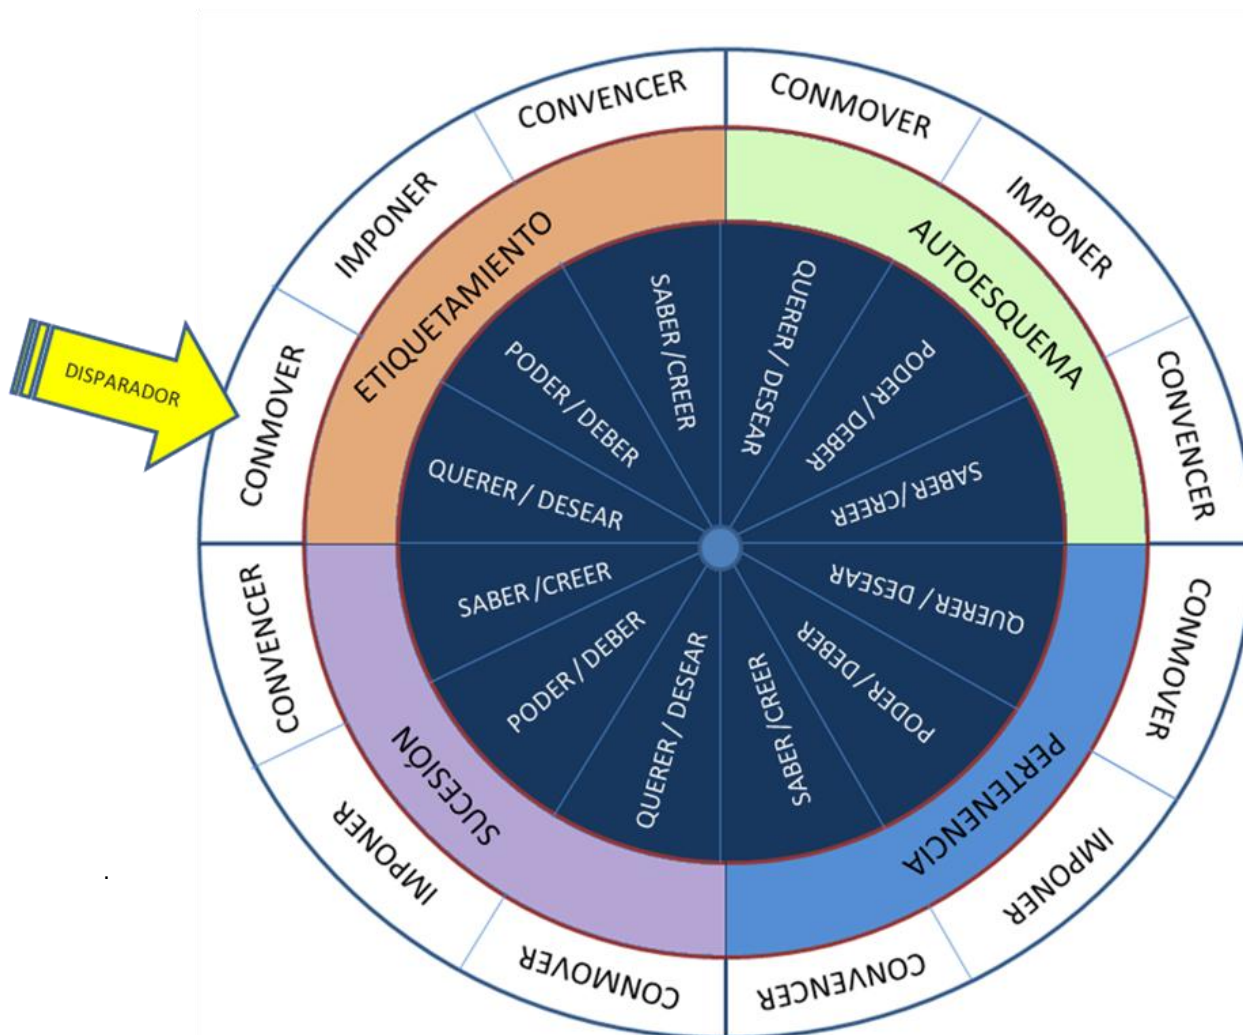 DISPARADOR
CONMOVER
IMPONER
CONVENCER
CONMOVER
IMPONER
CONVENCER
CONMOVER
IMPONER
CONVENCER
CONMOVER
IMPONER
CONVENCER
ETIQUETAMIENTO
AUTOESQUEMA
PERTENENCIA
SUCESIÓN
QUERER / DESEAR
PODER / DEBER
SABER /CREER
QUERER / DESEAR
PODER / DEBER
SABER /CREER
QUERER / DESEAR
PODER / DEBER
SABER /CREER
QUERER / DESEAR
PODER / DEBER
SABER /CREER
.